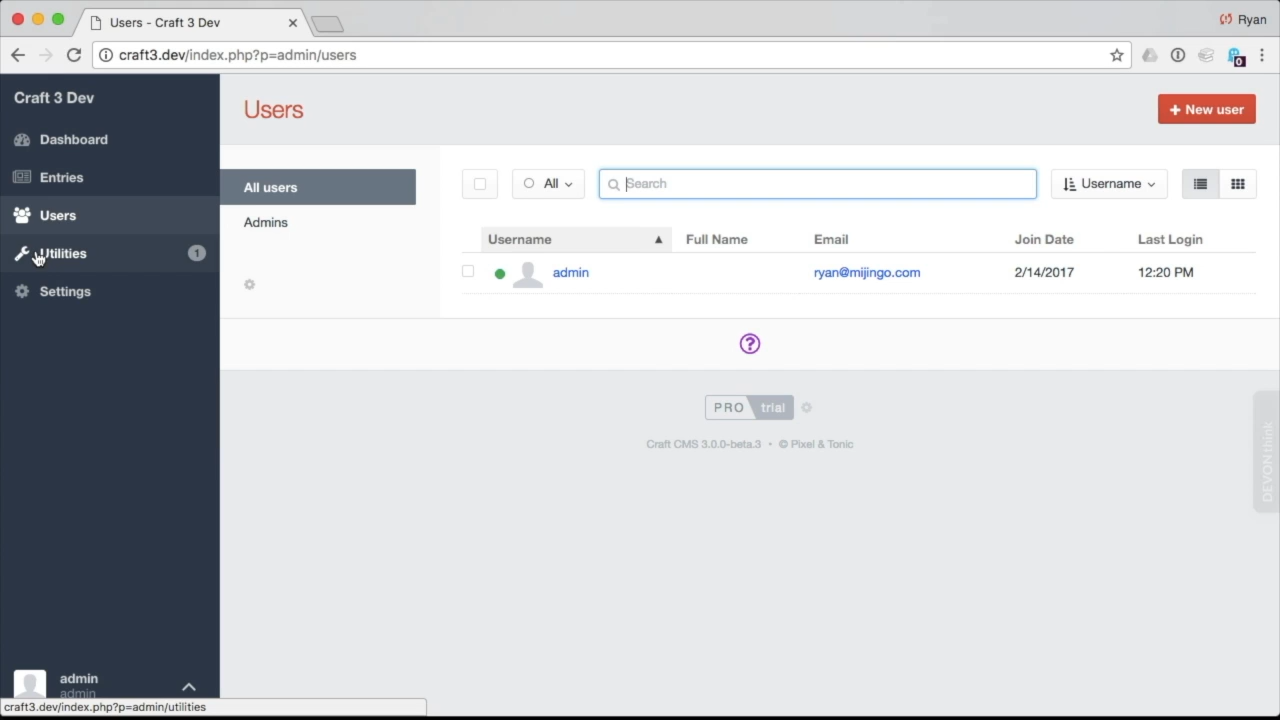 Users - Craft 3 Dev
Ryan
craft3.dev/index.php?p=admin/users
0
Craft 3 Dev
Dashboard
Entries
Users
Utilities 1
Settings
Users
+ New user
All users
Admins
All
Search
Username
Username Full Name Email Join Date Last Login
admin ryan@mijingo.com 2/14/2017 12:20 PM
?
PRO trial
Craft CMS 3.0.0-beta.3 • © Pixel & Tonic
DEVONthink
admin
admin
craft3.dev/index.php?p=admin/utilities